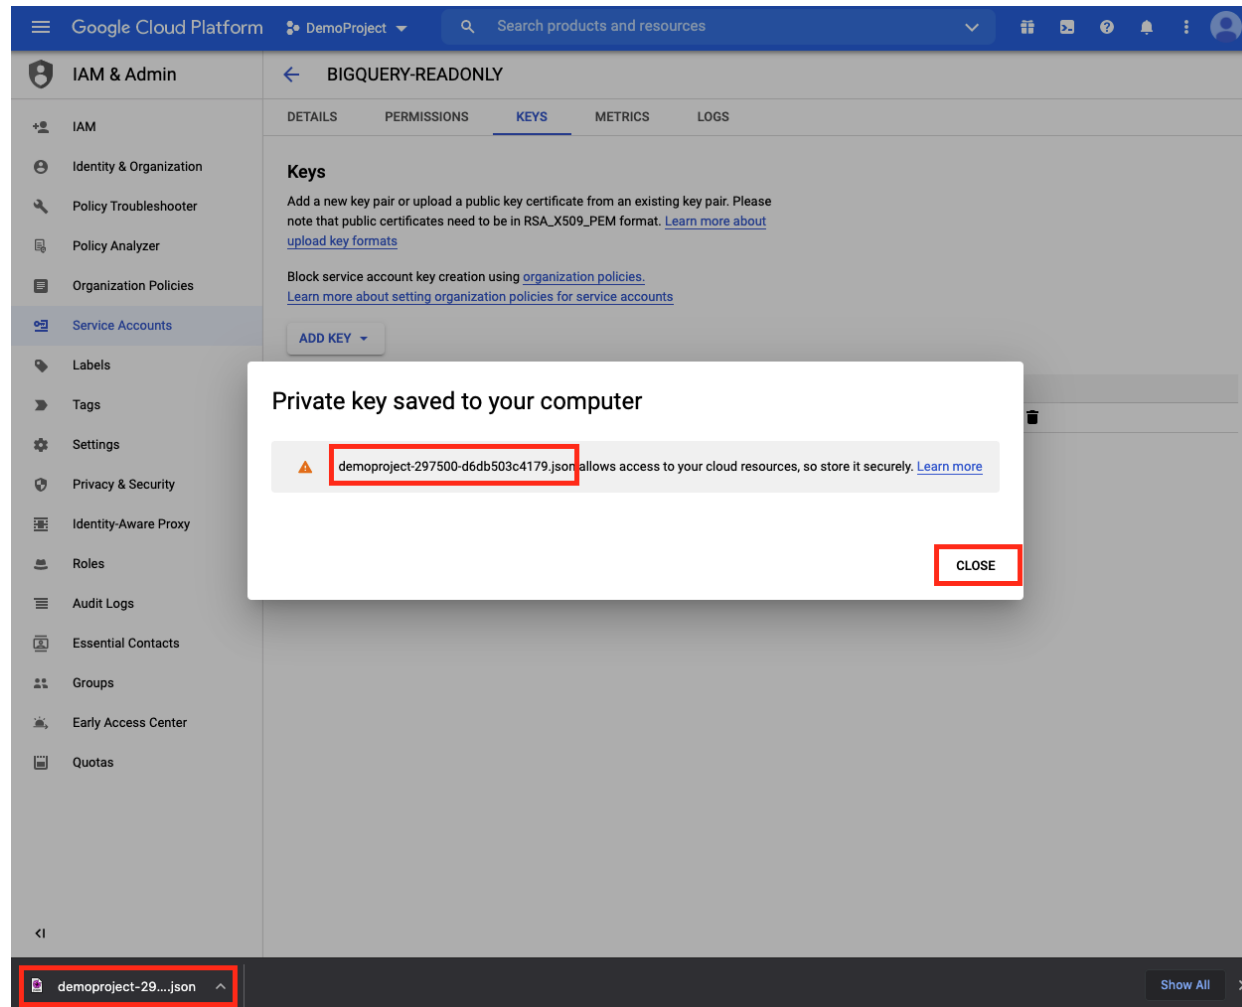 Google Cloud Platform DemoProject Search products and resources
IAM & Admin
BIGQUERY-READONLY
DETAILS PERMISSIONS KEYS METRICS LOGS
IAM
Identity & Organization
Policy Troubleshooter
Policy Analyzer
Organization Policies
Service Accounts
Labels
Tags
Settings
Privacy & Security
Identity-Aware Proxy
Roles
Audit Logs
Essential Contacts
Groups
Early Access Center
Quotas
Keys
Add a new key pair or upload a public key certificate from an existing key pair. Please
note that public certificates need to be in RSA_X509_PEM format. Learn more about
upload key formats
Block service account key creation using organization policies.
Learn more about setting organization policies for service accounts
ADD KEY
Private key saved to your computer
demoproject-297500-d6db503c4179.json allows access to your cloud resources, so store it securely. Learn more
CLOSE
demoproject-29....json
Show All